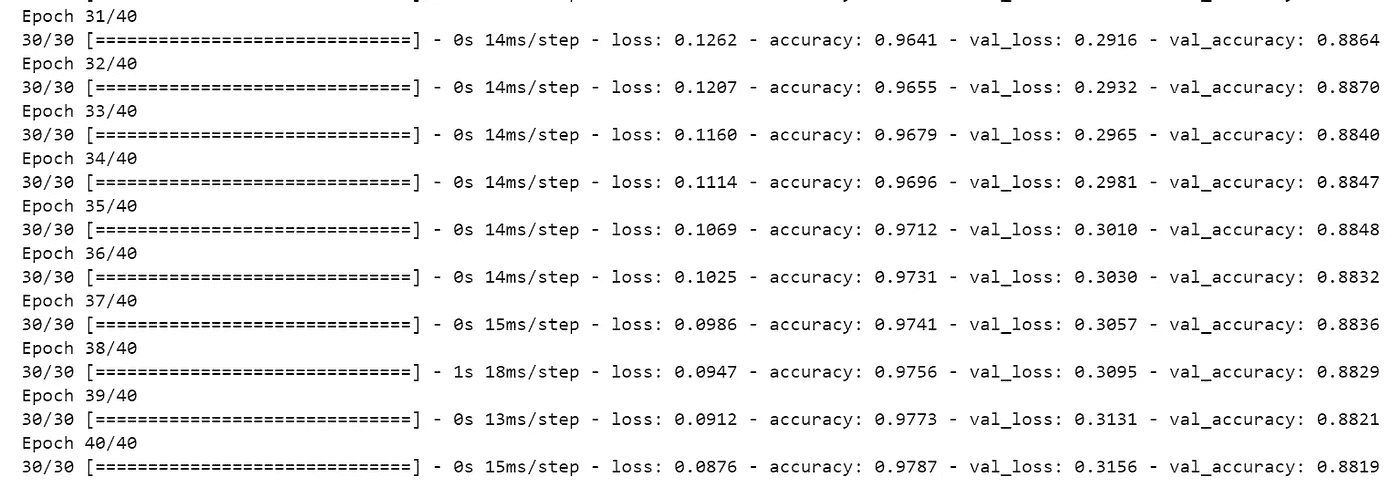 Epoch 31/40
30/30 [==============================] - 0s 14ms/step - loss: 0.1262 - accuracy: 0.9641 - val_loss: 0.2916 - val_accuracy: 0.8864
Epoch 32/40
30/30 [==============================] - 0s 14ms/step - loss: 0.1207 - accuracy: 0.9655 - val_loss: 0.2932 - val_accuracy: 0.8870
Epoch 33/40
30/30 [==============================] - 0s 14ms/step - loss: 0.1160 - accuracy: 0.9679 - val_loss: 0.2965 - val_accuracy: 0.8840
Epoch 34/40
30/30 [==============================] - 0s 14ms/step - loss: 0.1114 - accuracy: 0.9696 - val_loss: 0.2981 - val_accuracy: 0.8847
Epoch 35/40
30/30 [==============================] - 0s 14ms/step - loss: 0.1069 - accuracy: 0.9712 - val_loss: 0.3010 - val_accuracy: 0.8848
Epoch 36/40
30/30 [==============================] - 0s 14ms/step - loss: 0.1025 - accuracy: 0.9731 - val_loss: 0.3030 - val_accuracy: 0.8832
Epoch 37/40
30/30 [==============================] - 0s 15ms/step - loss: 0.0986 - accuracy: 0.9741 - val_loss: 0.3057 - val_accuracy: 0.8836
Epoch 38/40
30/30 [==============================] - 1s 18ms/step - loss: 0.0947 - accuracy: 0.9756 - val_loss: 0.3095 - val_accuracy: 0.8829
Epoch 39/40
30/30 [==============================] - 0s 13ms/step - loss: 0.0912 - accuracy: 0.9773 - val_loss: 0.3131 - val_accuracy: 0.8821
Epoch 40/40
30/30 [==============================] - 0s 15ms/step - loss: 0.0876 - accuracy: 0.9787 - val_loss: 0.3156 - val_accuracy: 0.8819